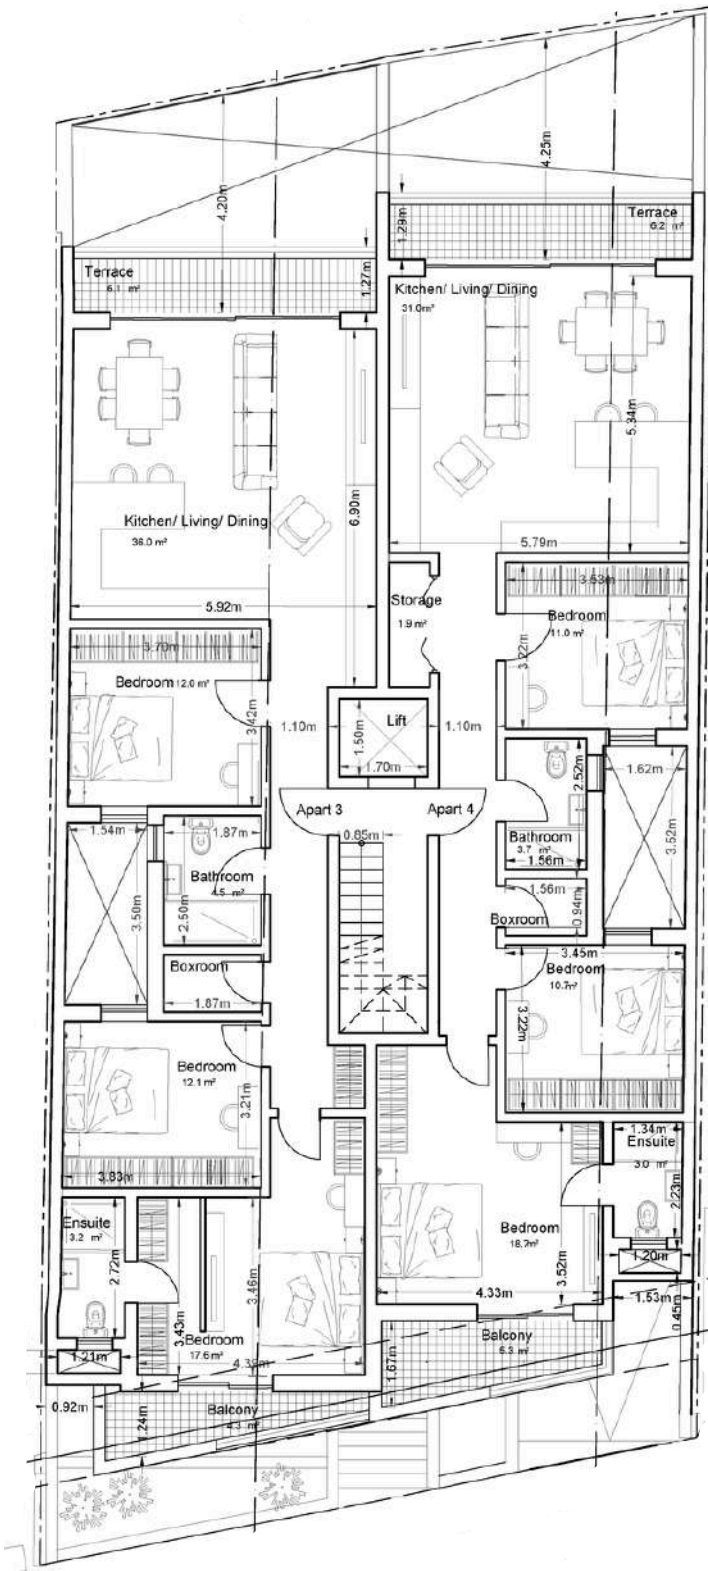 4.25m
4.20m
1.29m
Terrace
6.2 m²
Terrace
6.1 m²
1.27m
Kitchen/ Living/ Dining
31.0m²
5.34m
6.90m
Kitchen/ Living/ Dining
36.0 m²
5.79m
5.92m
Storage
1.9 m²
3.53m
Bedroom
11.0 m²
3.22m
3.70m
Bedroom 12.0 m²
3.42m
1.10m
Lift
1.50m
1.70m
1.10m
2.52m
1.62m
Apart 3
Apart 4
0.85m
1.54m
1.87m
Bathroom
3.7 m²
1.56m
3.52m
Bathroom
4.5 m²
2.50m
3.50m
1.56m
0.94m
Boxroom
Boxroom
1.87m
3.45m
Bedroom
10.7m²
3.22m
Bedroom
12.1 m²
3.21m
3.83m
1.34m
Ensuite
3.0 m²
2.23m
Ensuite
3.2 m²
2.72m
Bedroom
18.7m²
3.52m
1.20m
4.33m
1.53m
0.45m
3.46m
3.43m
Bedroom
17.6 m²
1.21m
Balcony
6.3 m²
1.67m
0.92m
1.24m
Balcony
4.3 m²